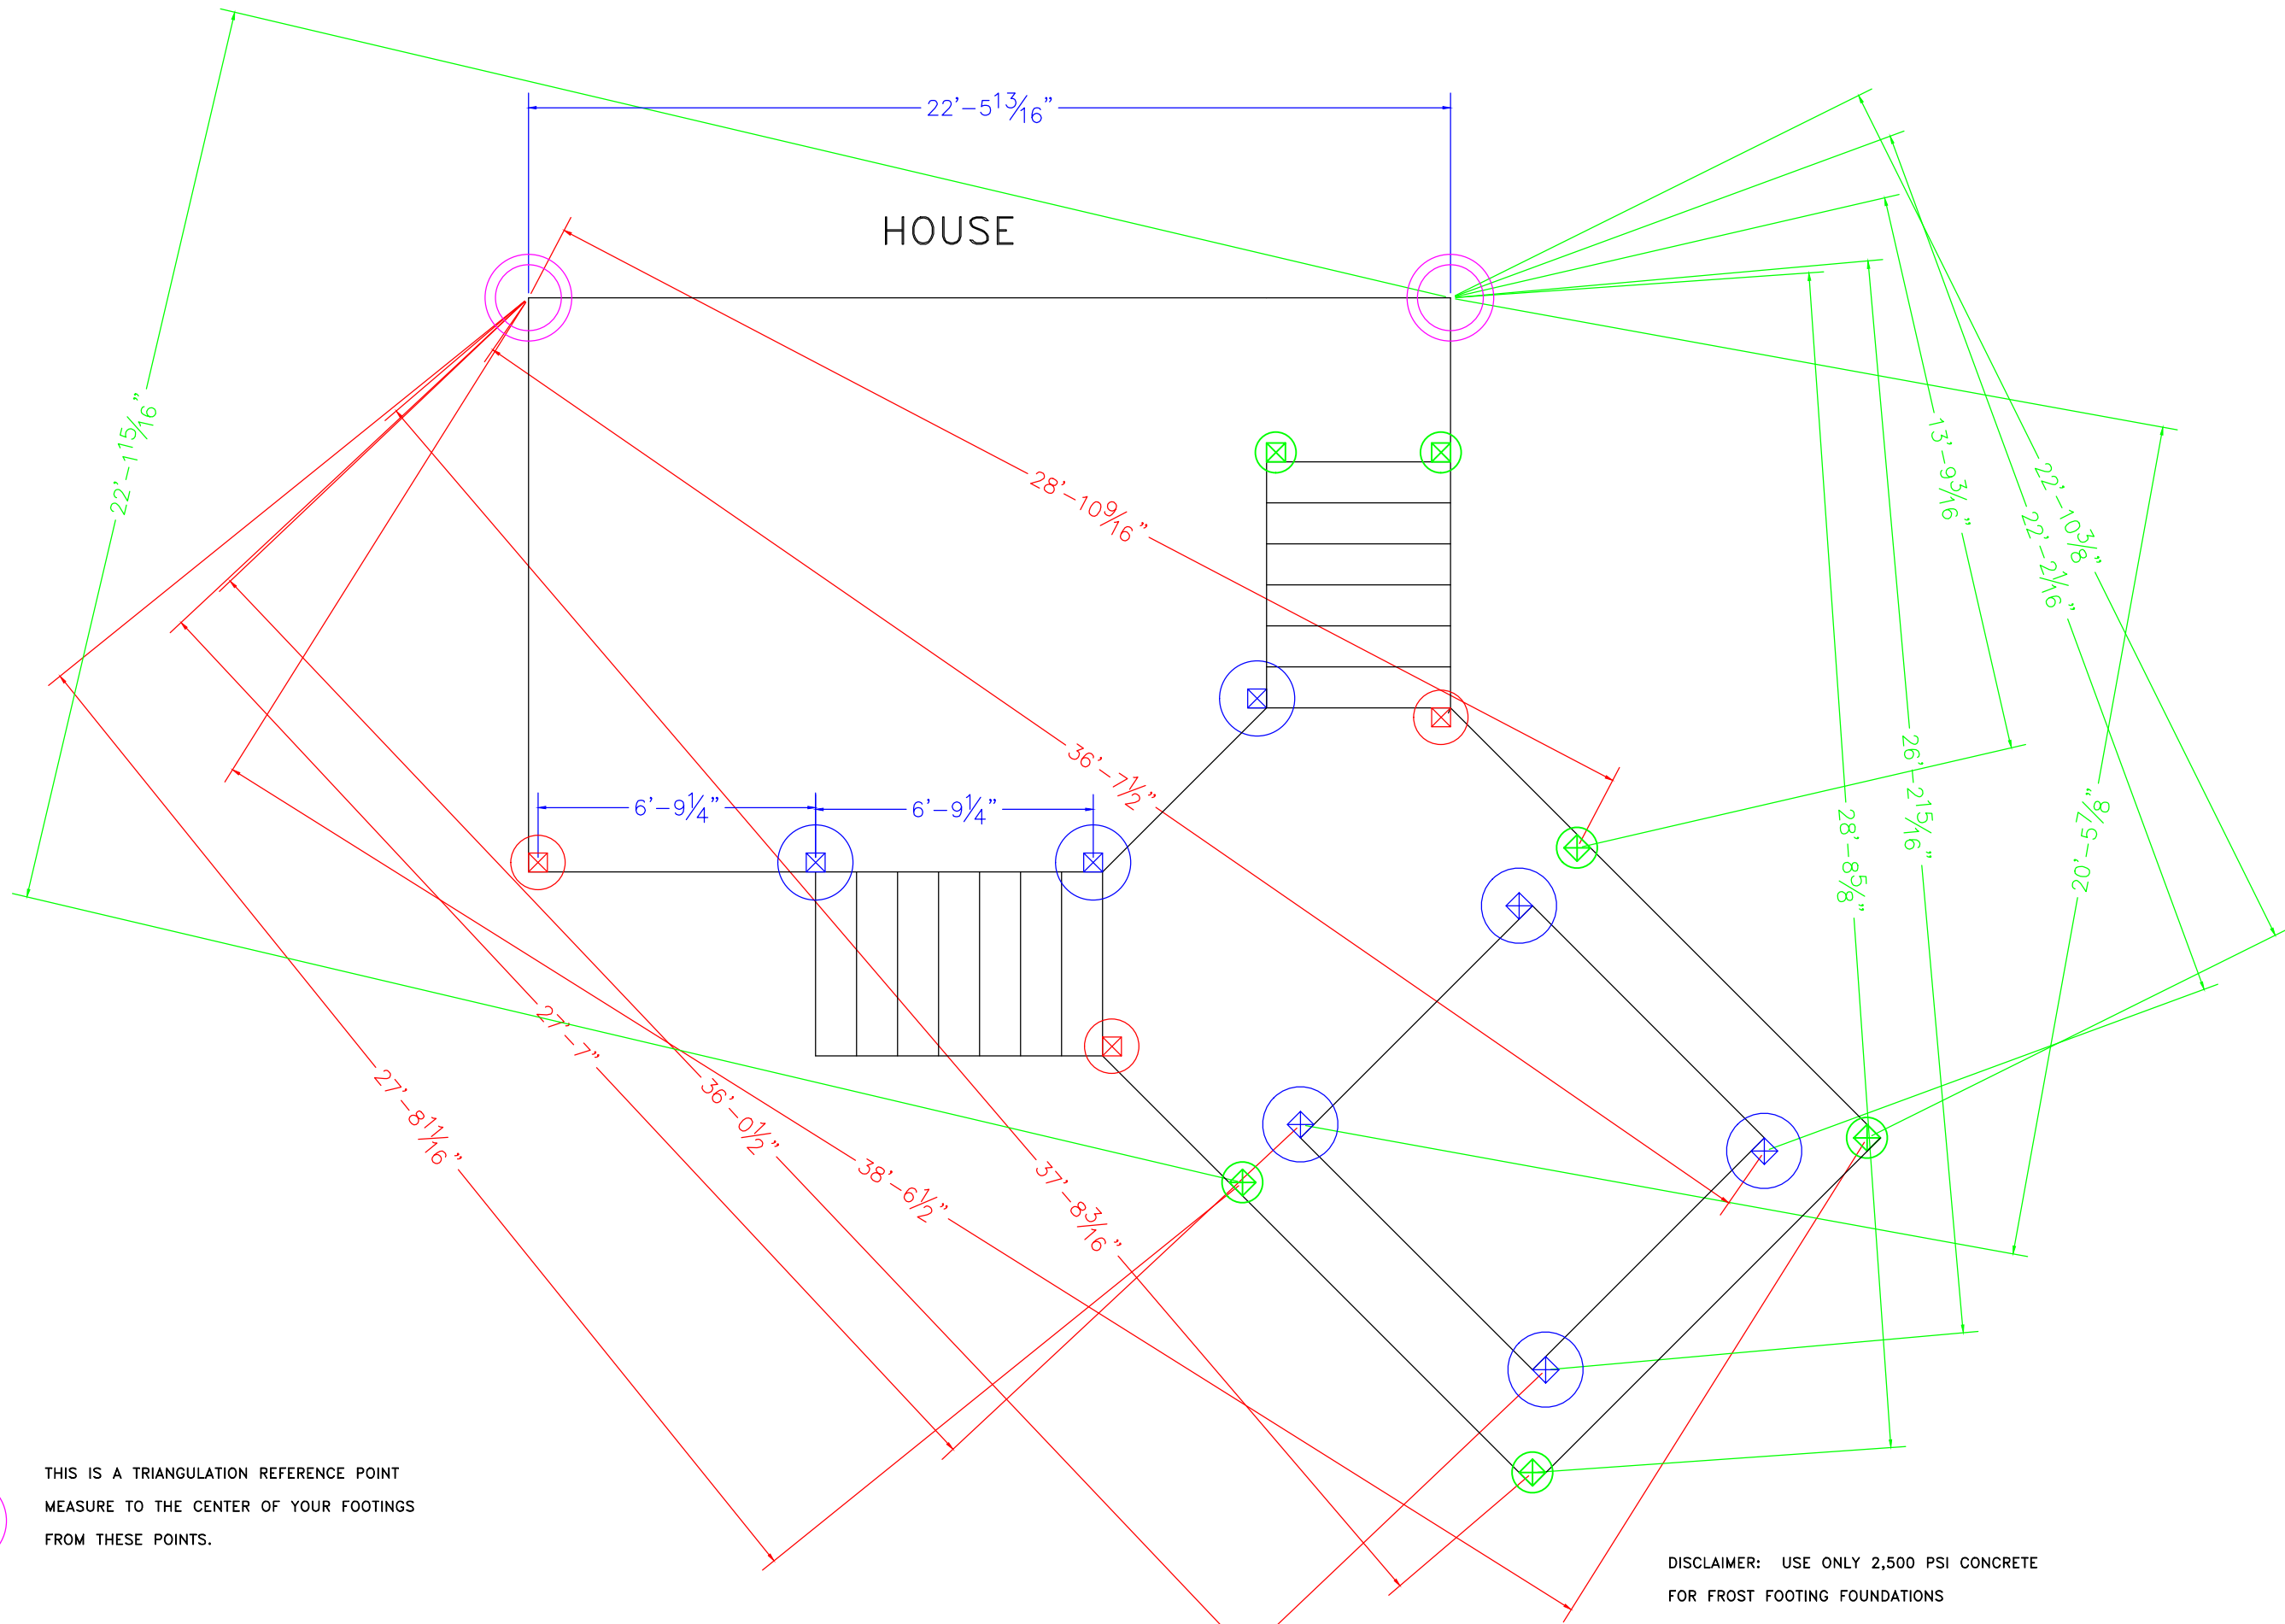 22'-5 13/16"
HOUSE
22'-11 15/16"
28'-10 9/16"
13'-9 3/16"
22'-10 3/8"
22'-2 1/16"
36'-7 1/2"
26'-2 15/16"
28'-8 5/8"
20'-5 7/8"
6'-9 1/4"
6'-9 1/4"
27'-7"
27'-8 11/16"
36'-0 1/2"
38'-6 1/2"
37'-8 3/16"
THIS IS A TRIANGULATION REFERENCE POINT
MEASURE TO THE CENTER OF YOUR FOOTINGS
FROM THESE POINTS.
DISCLAIMER: USE ONLY 2,500 PSI CONCRETE
FOR FROST FOOTING FOUNDATIONS